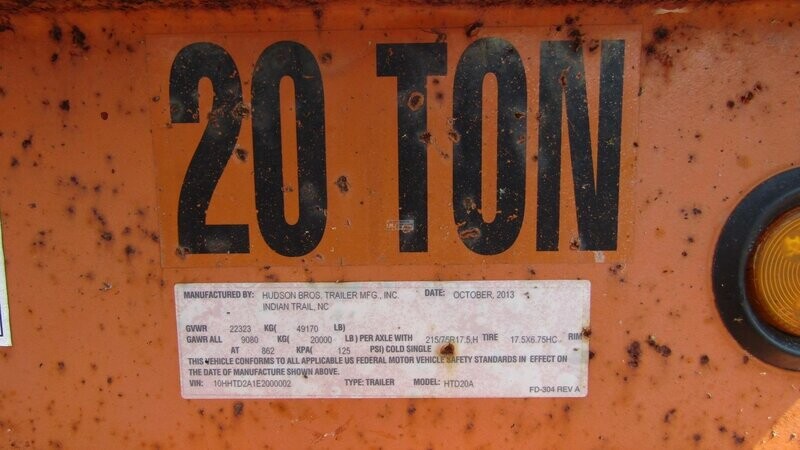 20 TON
MANUFACTURED BY: HUDSON BROS. TRAILER MFG., INC. DATE: OCTOBER, 2013
INDIAN TRAIL, NC
GVWR 22323 KG( 49170 LB)
GAWR ALL 9080 KG( 20000 LB) PER AXLE WITH 215/75R17.5,H TIRE 17.5X6.75HC RIM
AT 862 KPA( 125 PSI) COLD SINGLE
THIS VEHICLE CONFORMS TO ALL APPLICABLE US FEDERAL MOTOR VEHICLE SAFETY STANDARDS IN EFFECT ON
THE DATE OF MANUFACTURE SHOWN ABOVE.
VIN: 10HHTD2A1E2000002 TYPE: TRAILER MODEL: HTD20A
FD-304 REV A